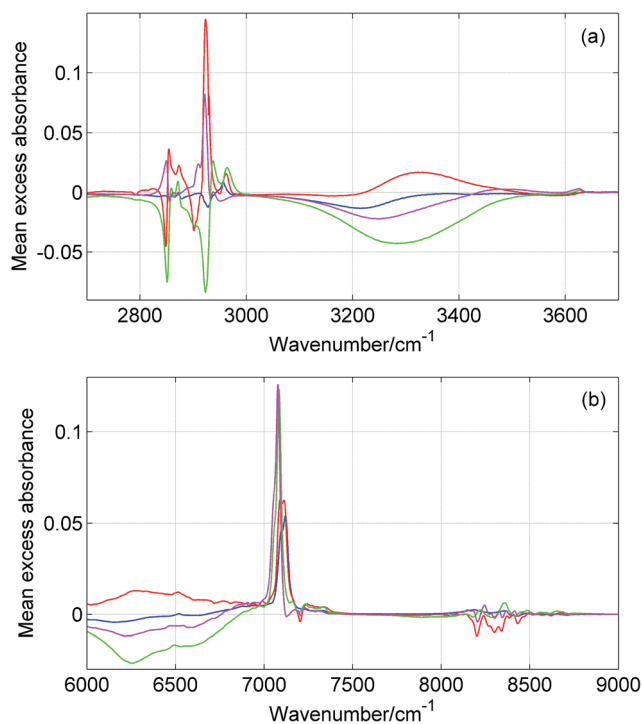 (a)
Mean excess absorbance
0.1
0.05
0
-0.05
2800 3000 3200 3400 3600
Wavenumber/cm-1
(b)
Mean excess absorbance
0.1
0.05
0
6000 6500 7000 7500 8000 8500 9000
Wavenumber/cm-1